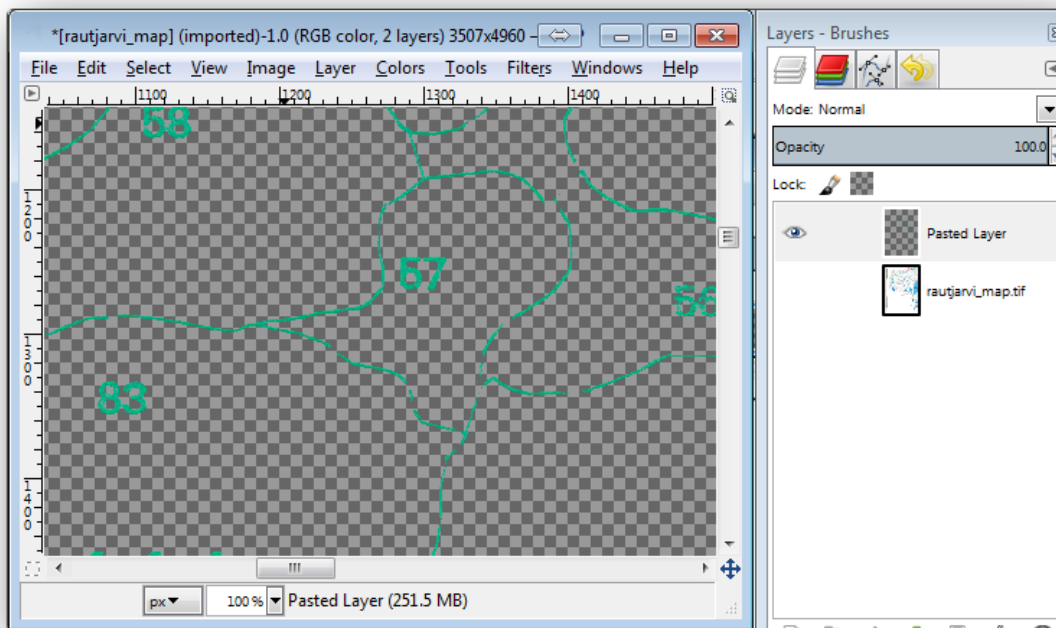 *[rautjarvi_map] (imported)-1.0 (RGB color, 2 layers) 3507x4960 –
File Edit Select View Image Layer Colors Tools Filters Windows Help
1100 1200 1300 1400
1200
1300
1400
58
57
56
83
px 100 % Pasted Layer (251.5 MB)
Layers - Brushes
Mode: Normal
Opacity 100.0
Lock:
Pasted Layer
rautjarvi_map.tif